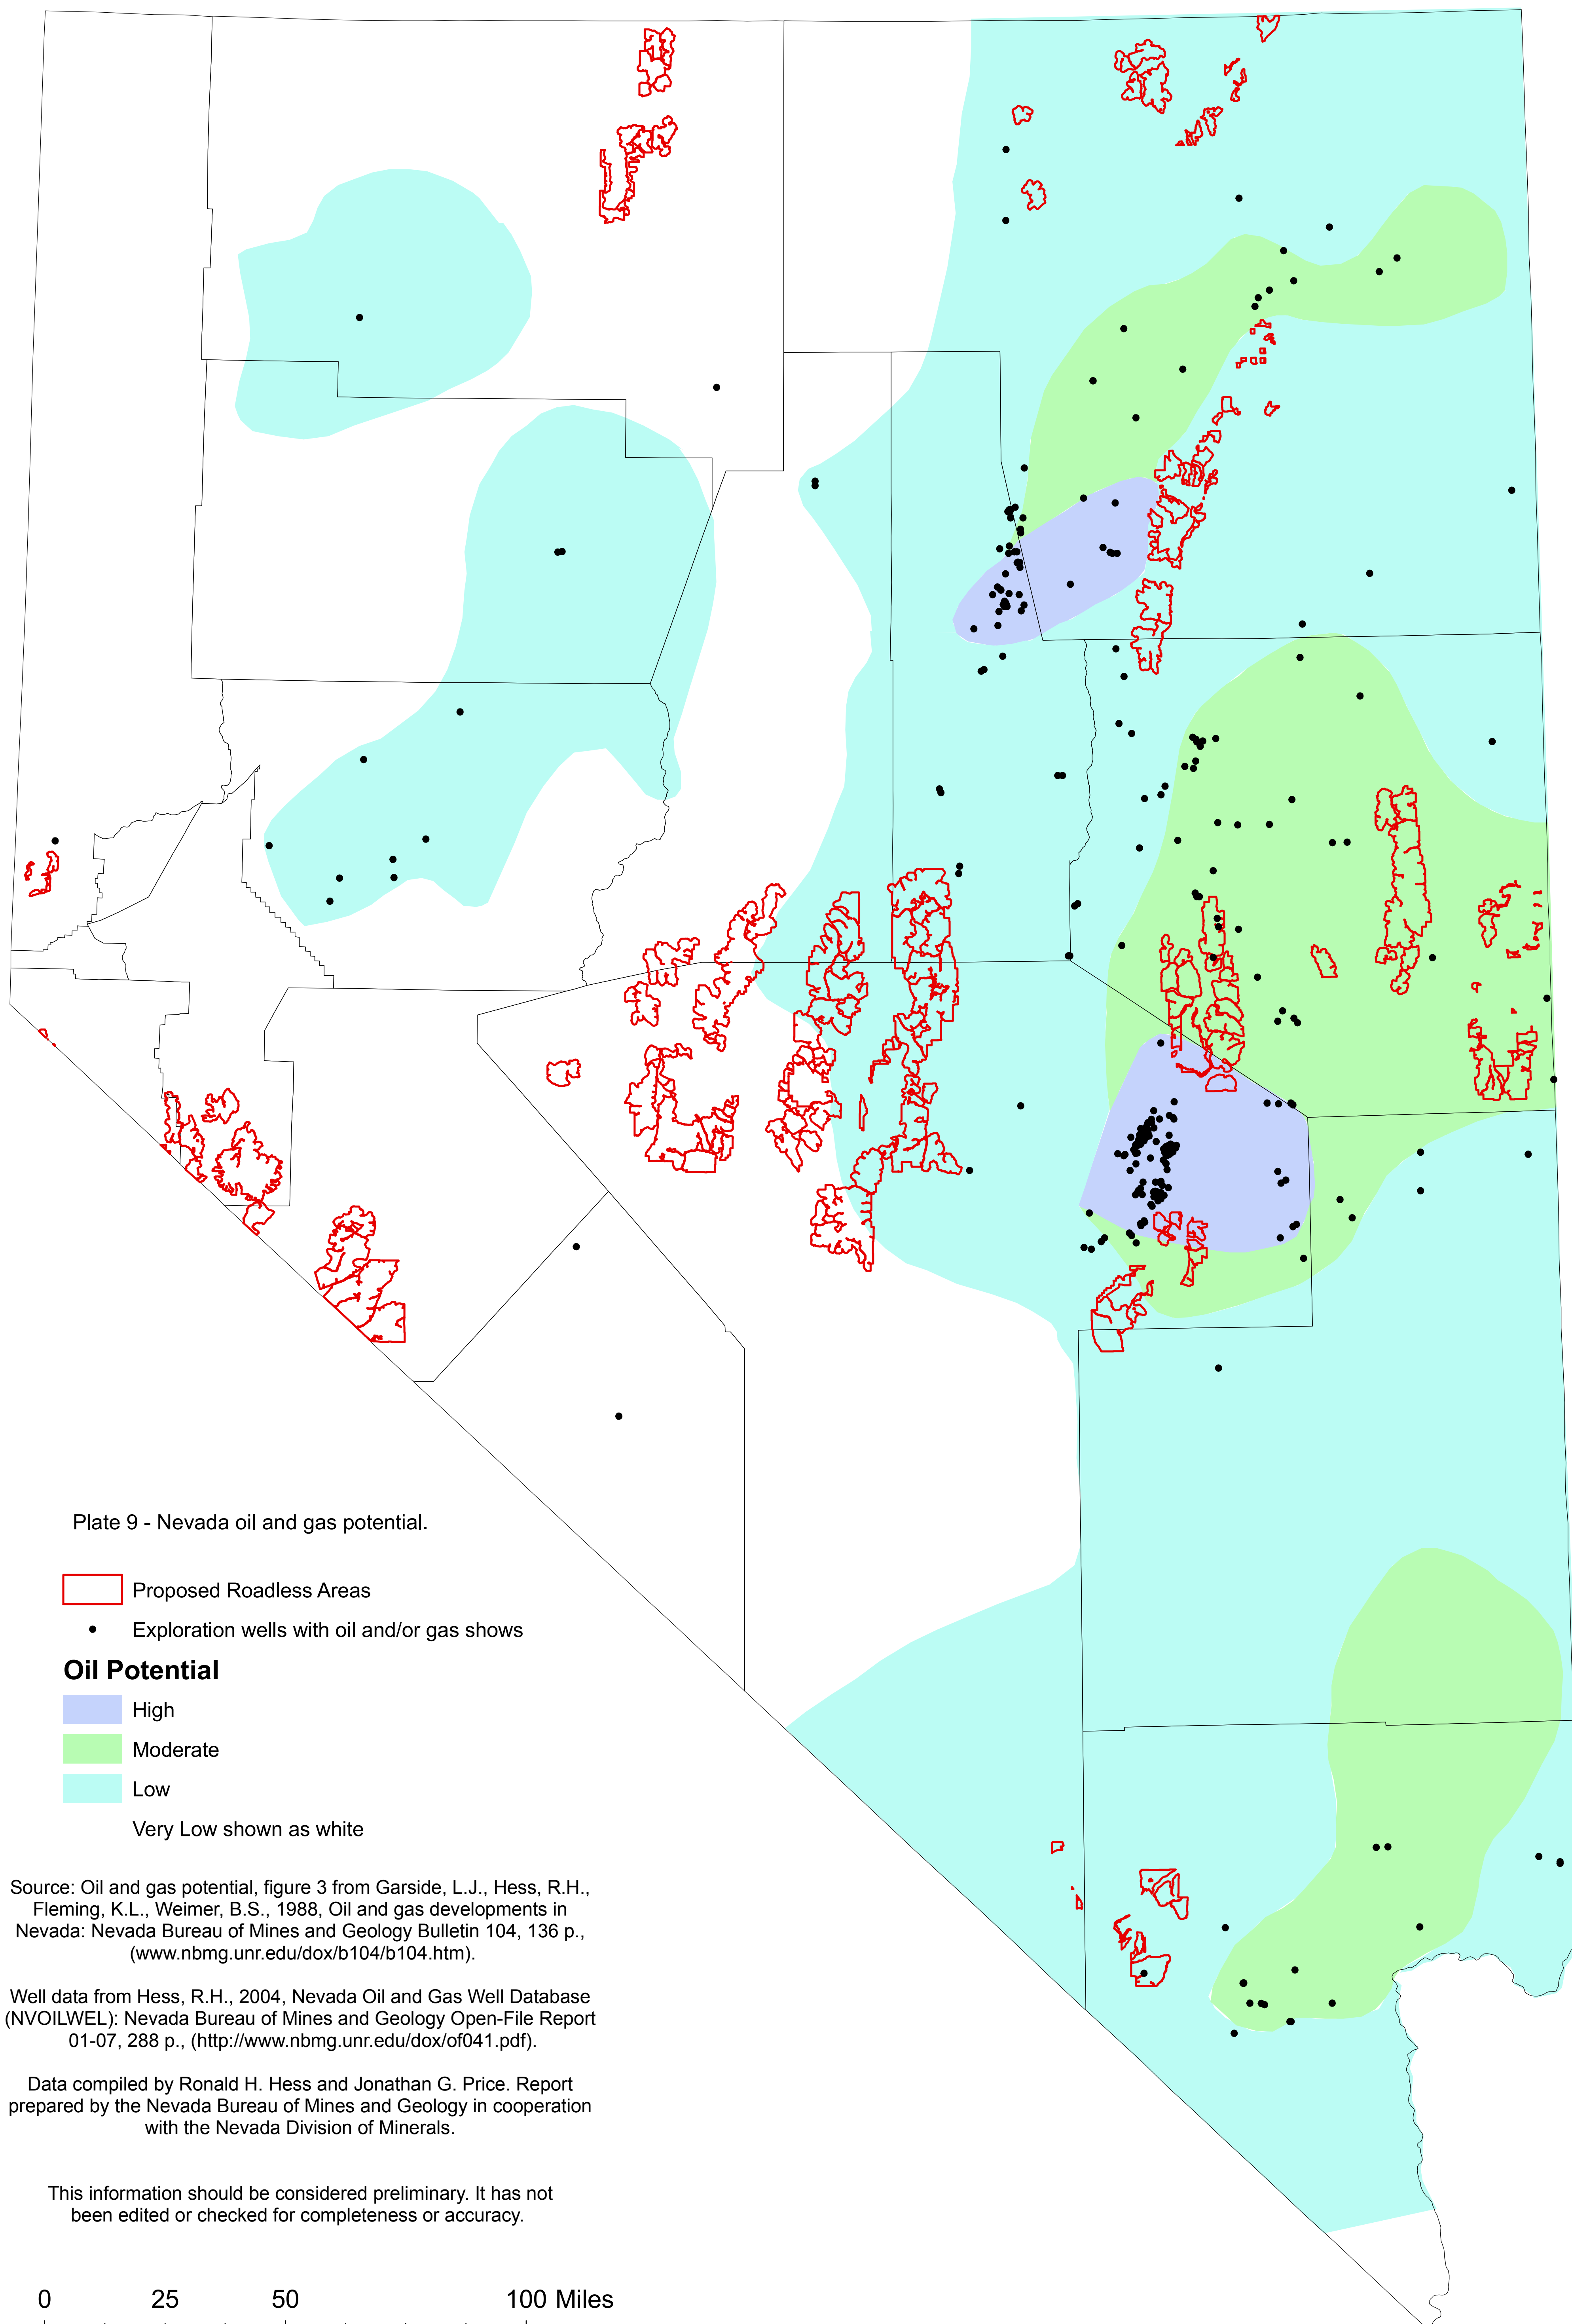 Plate 9 - Nevada oil and gas potential.
Proposed Roadless Areas
Exploration wells with oil and/or gas shows
Oil Potential
High
Moderate
Low
Very Low shown as white
Source: Oil and gas potential, figure 3 from Garside, L.J., Hess, R.H.,
Fleming, K.L., Weimer, B.S., 1988, Oil and gas developments in
Nevada: Nevada Bureau of Mines and Geology Bulletin 104, 136 p.,
(www.nbmg.unr.edu/dox/b104/b104.htm).
Well data from Hess, R.H., 2004, Nevada Oil and Gas Well Database
(NVOILWEL): Nevada Bureau of Mines and Geology Open-File Report
01-07, 288 p., (http://www.nbmg.unr.edu/dox/of041.pdf).
Data compiled by Ronald H. Hess and Jonathan G. Price. Report
prepared by the Nevada Bureau of Mines and Geology in cooperation
with the Nevada Division of Minerals.
This information should be considered preliminary. It has not
been edited or checked for completeness or accuracy.
0 25 50 100 Miles